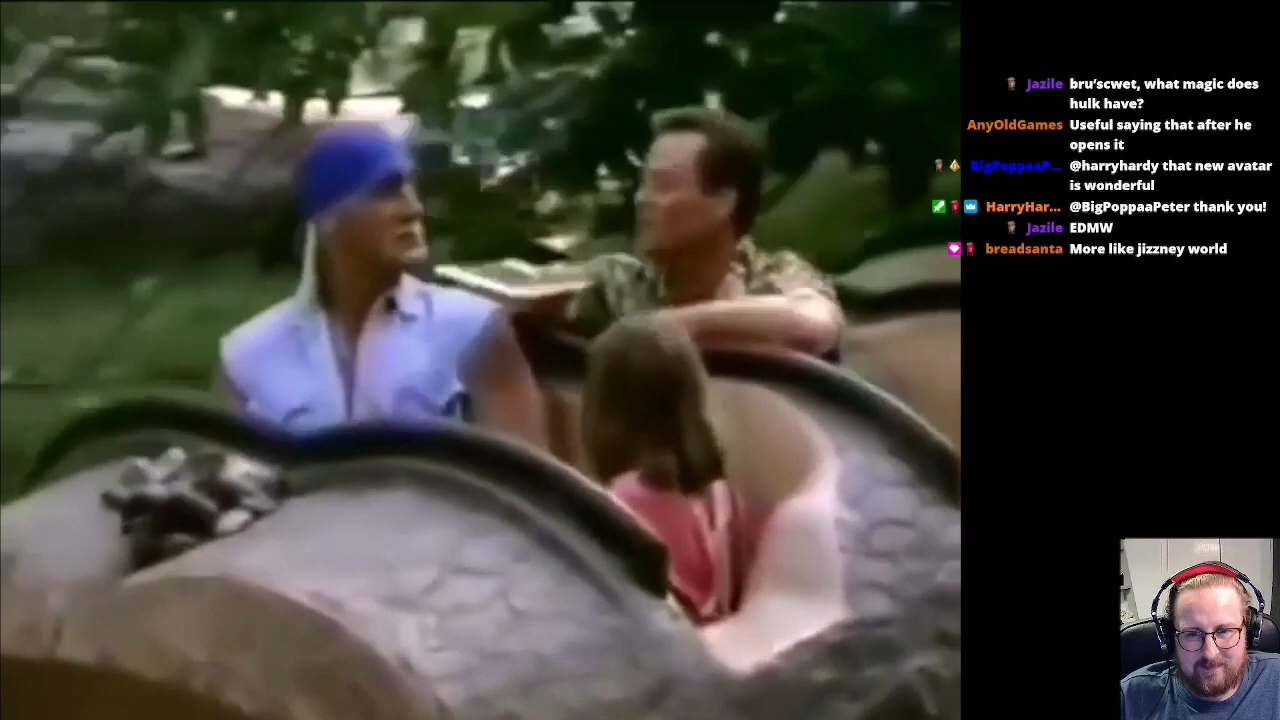 Jazile bru'scwet, what magic does
hulk have?
AnyOldGames Useful saying that after he
opens it
BigPoppaaP... @harryhardy that new avatar
is wonderful
HarryHar... @BigPoppaaPeter thank you!
Jazile EDMW
breadsanta More like jizzney world